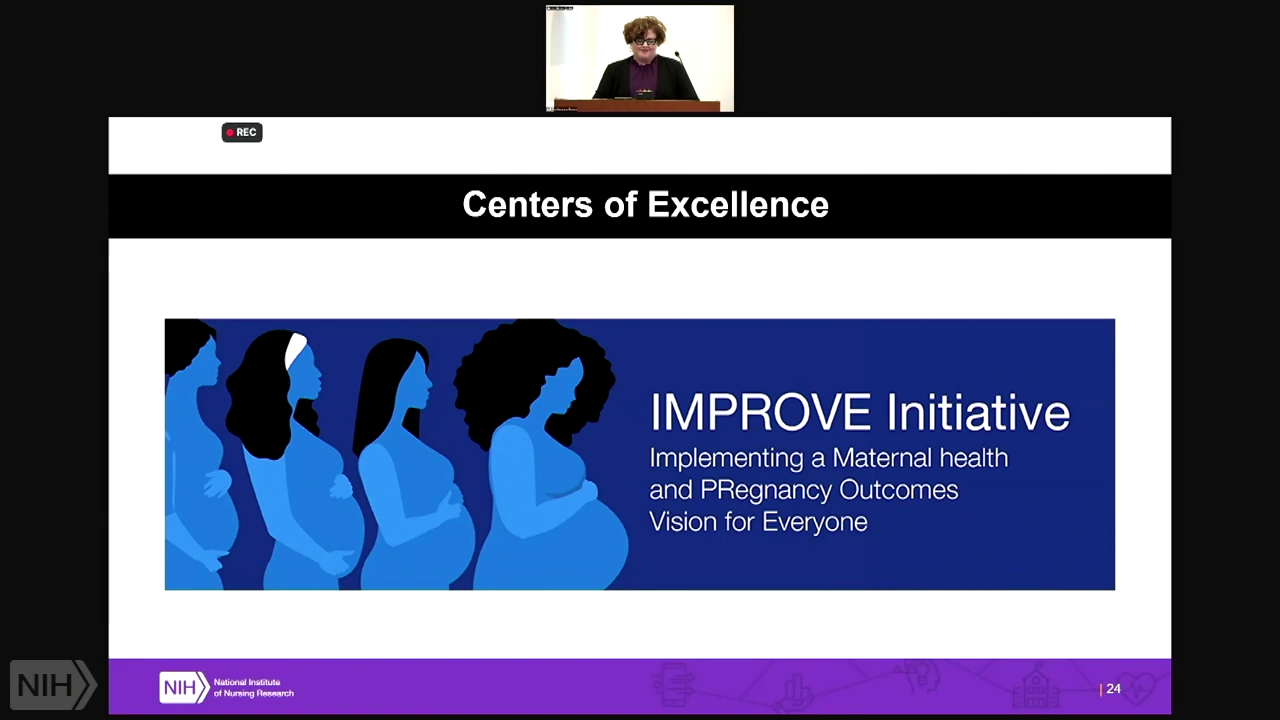 REC
Centers of Excellence
IMPROVE Initiative
Implementing a Maternal health
and PRegnancy Outcomes
Vision for Everyone
NIH
NIH
National Institute
of Nursing Research
24